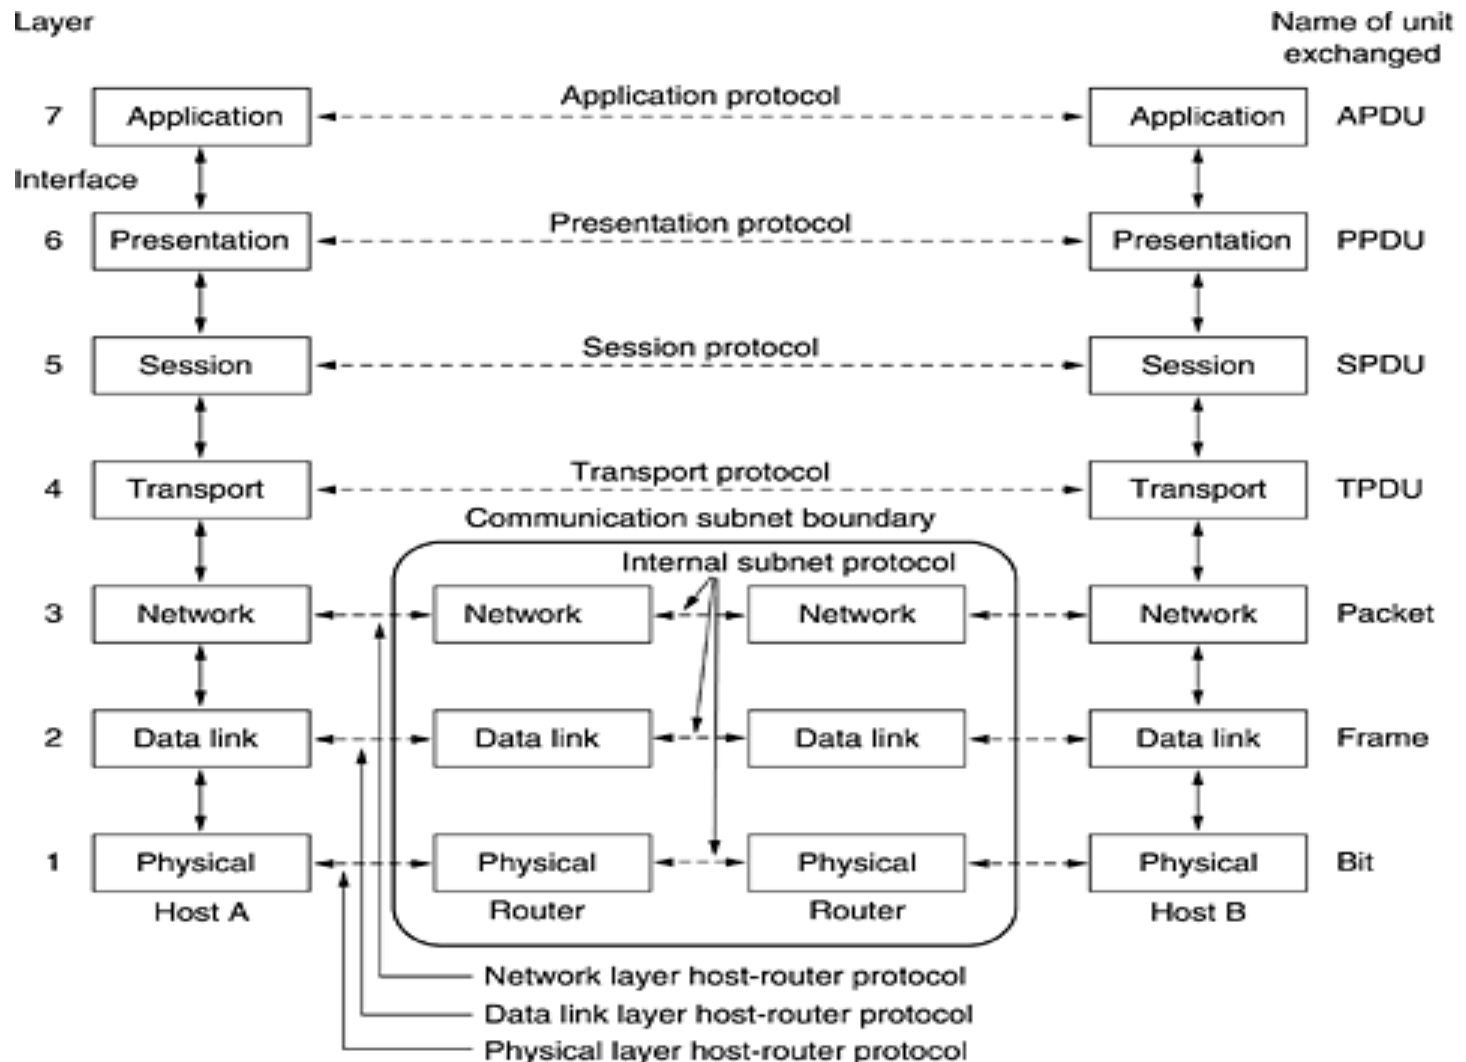 Layer
Name of unit
exchanged
7
Application
Application protocol
Application
APDU
Interface
6
Presentation
Presentation protocol
Presentation
PPDU
5
Session
Session protocol
Session
SPDU
4
Transport
Transport protocol
Transport
TPDU
Communication subnet boundary
Internal subnet protocol
3
Network
Network
Network
Network
Packet
2
Data link
Data link
Data link
Data link
Frame
1
Physical
Physical
Physical
Physical
Bit
Host A
Router
Router
Host B
Network layer host-router protocol
Data link layer host-router protocol
Physical layer host-router protocol